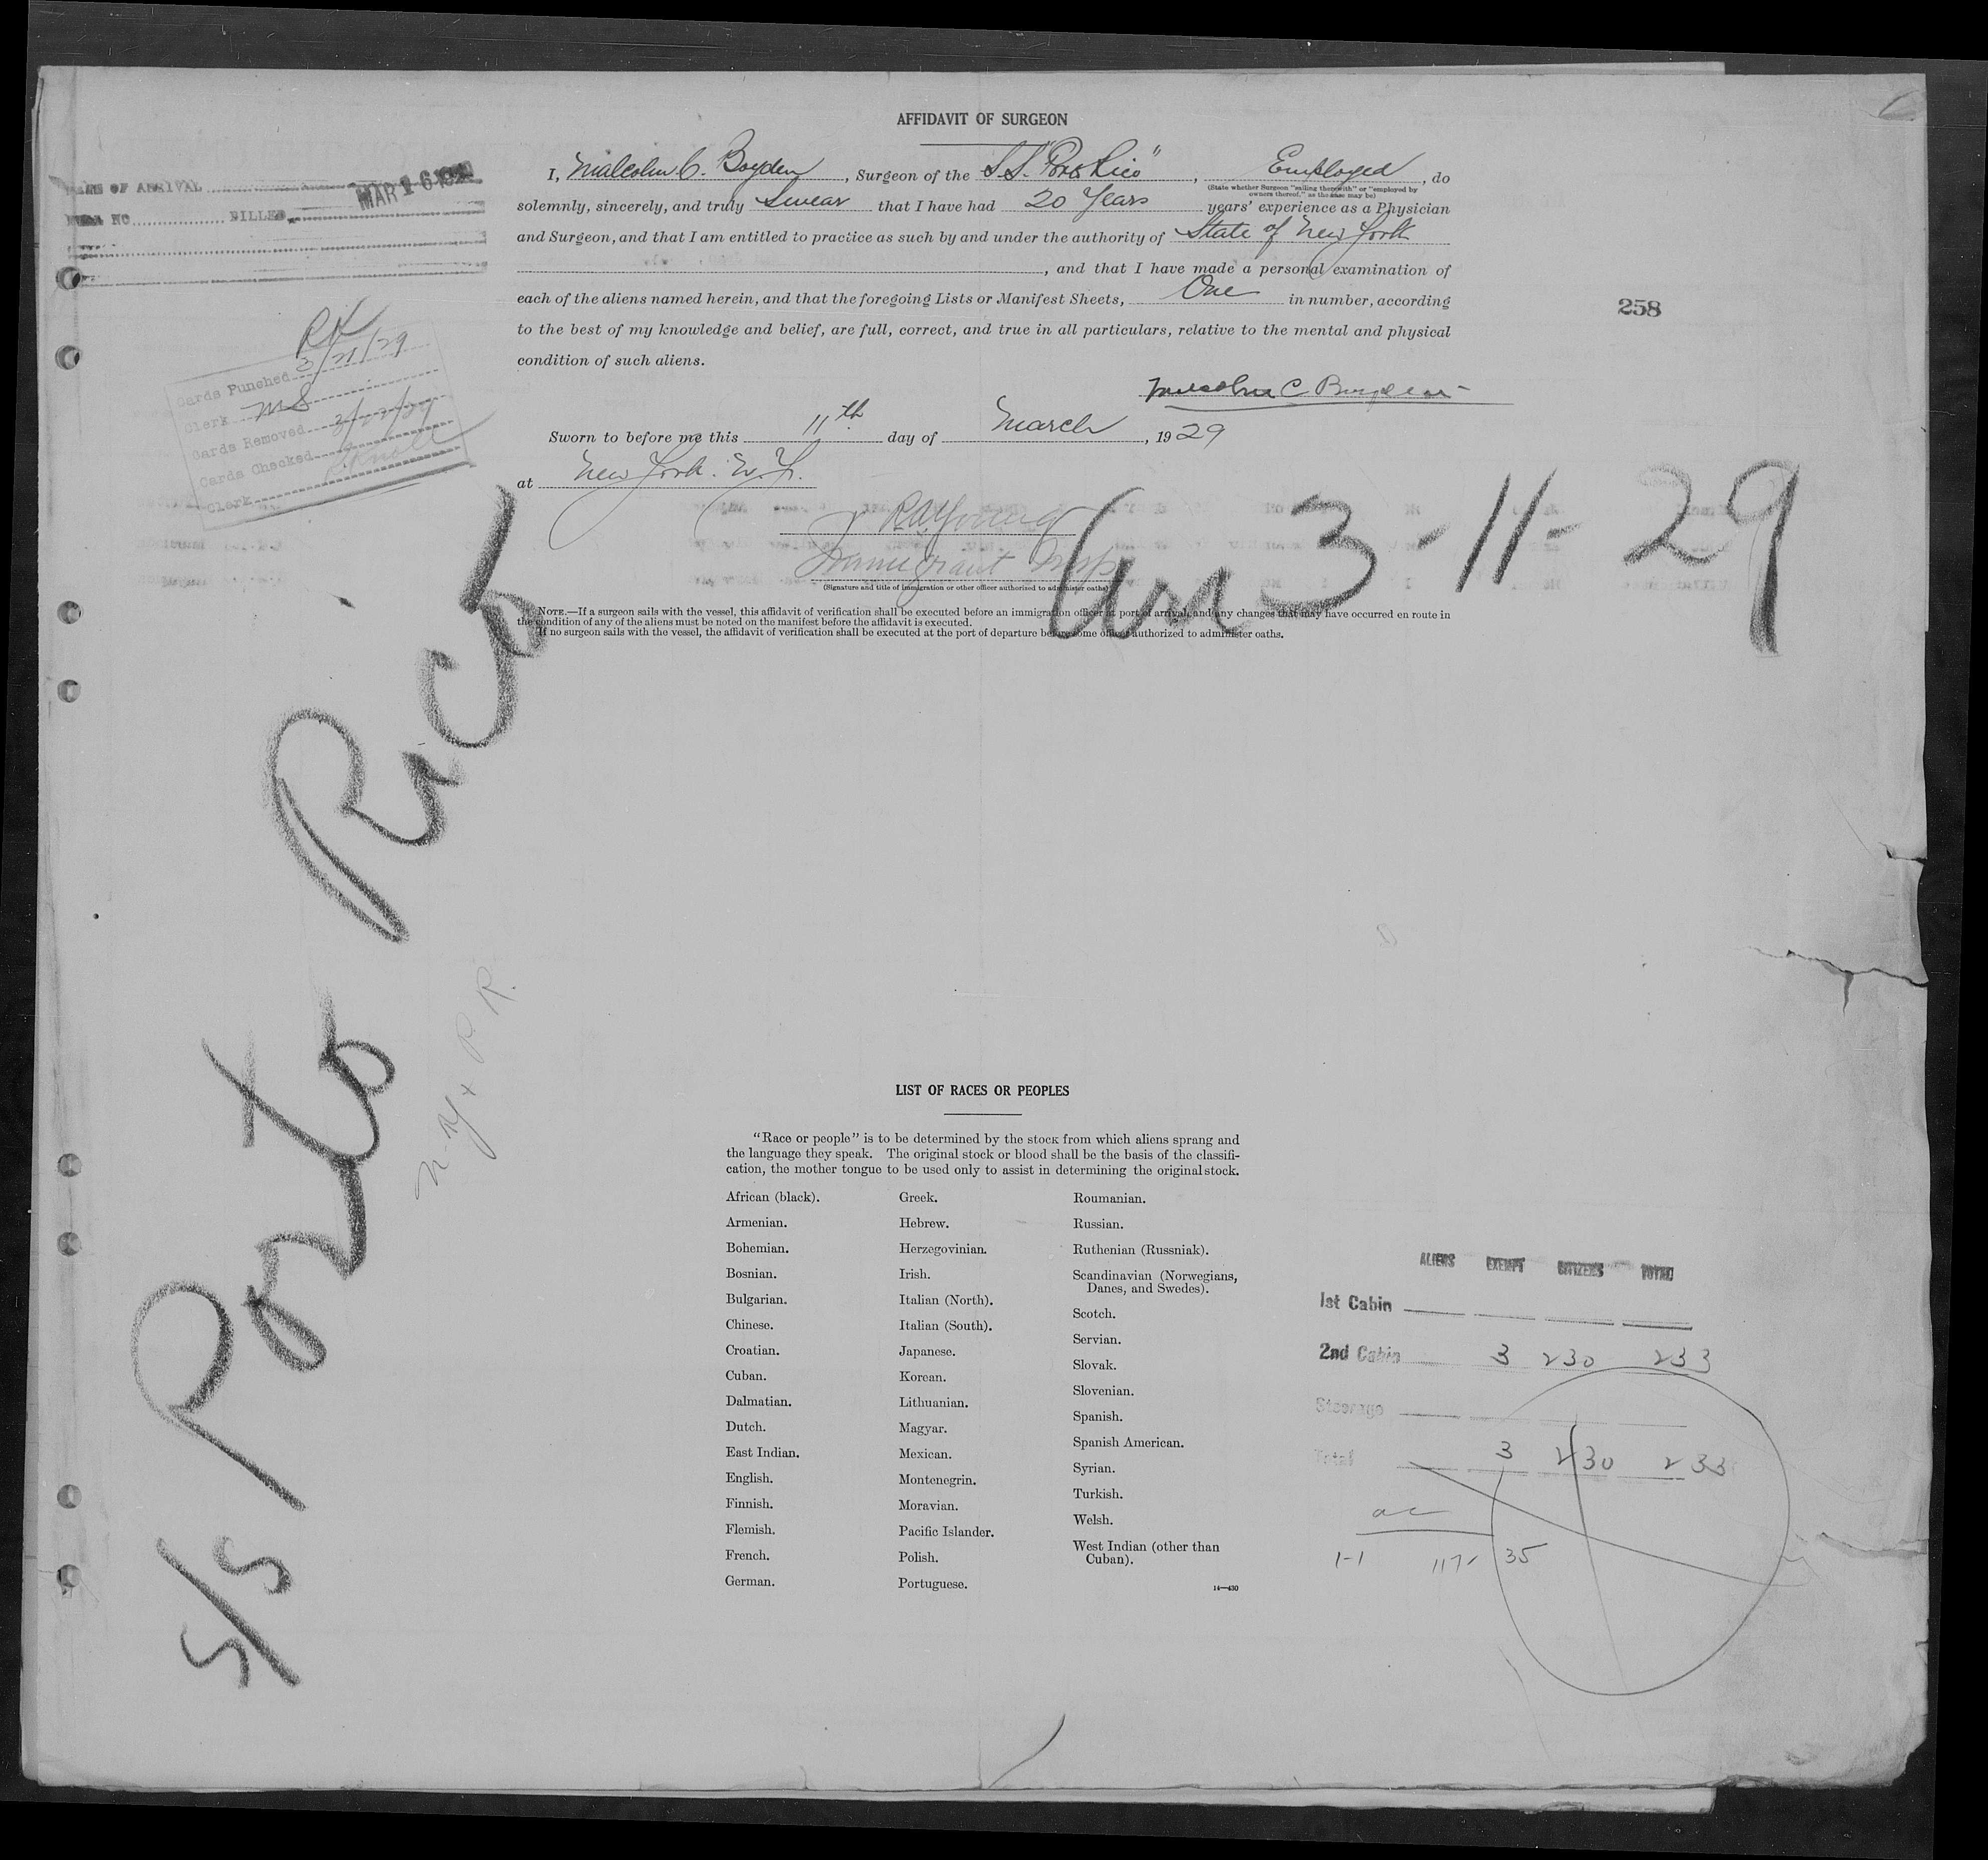 AFFIDAVIT OF SURGEON
I, Malcolm C. Boyden, Surgeon of the S.S. "Porto Rico", Employed, do
(State whether Surgeon "sailing therewith" or "employed by
owners thereof," as the case may be)
solemnly, sincerely, and truly Swear that I have had 20 Years years' experience as a Physician
and Surgeon, and that I am entitled to practice as such by and under the authority of State of New York
, and that I have made a personal examination of
each of the aliens named herein, and that the foregoing Lists or Manifest Sheets, One in number, according
to the best of my knowledge and belief, are full, correct, and true in all particulars, relative to the mental and physical
condition of such aliens.
Malcolm C Boyden
Sworn to before me this 11th day of March, 1929
at New York. N.Y.
Immigrant Insp
(Signature and title of immigration or other officer authorized to administer oaths)
NOTE.—If a surgeon sails with the vessel, this affidavit of verification shall be executed before an immigration officer at port of arrival, and any changes that may have occurred en route in
the condition of any of the aliens must be noted on the manifest before the affidavit is executed.
If no surgeon sails with the vessel, the affidavit of verification shall be executed at the port of departure before some officer authorized to administer oaths.
OF ARRIVAL MAR 16
NO. FILLED
258
RK
Cards Punched 3/21/29
Clerk MS
Cards Removed
Cards Checked
Clerk
Arr 3-11-29
S/S Porto Rico
N-Y+ P R.
LIST OF RACES OR PEOPLES
"Race or people" is to be determined by the stock from which aliens sprang and
the language they speak. The original stock or blood shall be the basis of the classifi-
cation, the mother tongue to be used only to assist in determining the original stock.
African (black).
Armenian.
Bohemian.
Bosnian.
Bulgarian.
Chinese.
Croatian.
Cuban.
Dalmatian.
Dutch.
East Indian.
English.
Finnish.
Flemish.
French.
German.
Greek.
Hebrew.
Herzegovinian.
Irish.
Italian (North).
Italian (South).
Japanese.
Korean.
Lithuanian.
Magyar.
Mexican.
Montenegrin.
Moravian.
Pacific Islander.
Polish.
Portuguese.
Roumanian.
Russian.
Ruthenian (Russniak).
Scandinavian (Norwegians,
Danes, and Swedes).
Scotch.
Servian.
Slovak.
Slovenian.
Spanish.
Spanish American.
Syrian.
Turkish.
Welsh.
West Indian (other than
Cuban).
14—430
ALIENS EXEMPT CITIZENS TOTAL
1st Cabin
2nd Cabin 3 230 233
Steerage
Total 3 230 233
1-1 117- 35